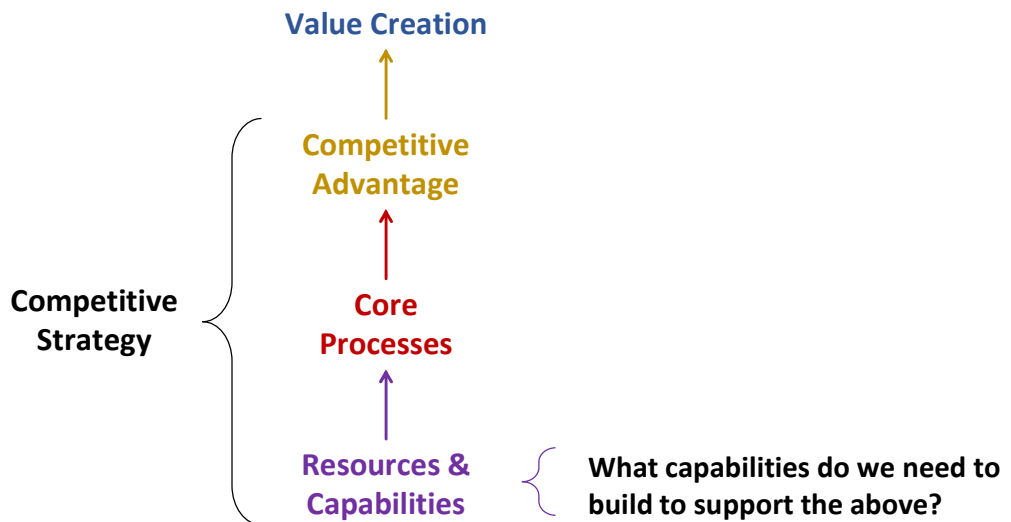 Value Creation
Competitive
Advantage
Competitive
Strategy
Core
Processes
Resources &
Capabilities
What capabilities do we need to
build to support the above?